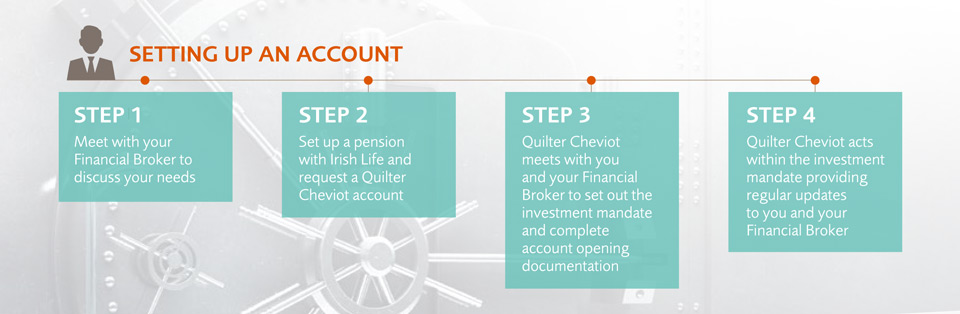 SETTING UP AN ACCOUNT
STEP 1
Meet with your
Financial Broker to
discuss your needs
STEP 2
Set up a pension
with Irish Life and
request a Quilter
Cheviot account
STEP 3
Quilter Cheviot
meets with you
and your Financial
Broker to set out the
investment mandate
and complete
account opening
documentation
STEP 4
Quilter Cheviot acts
within the investment
mandate providing
regular updates
to you and your
Financial Broker